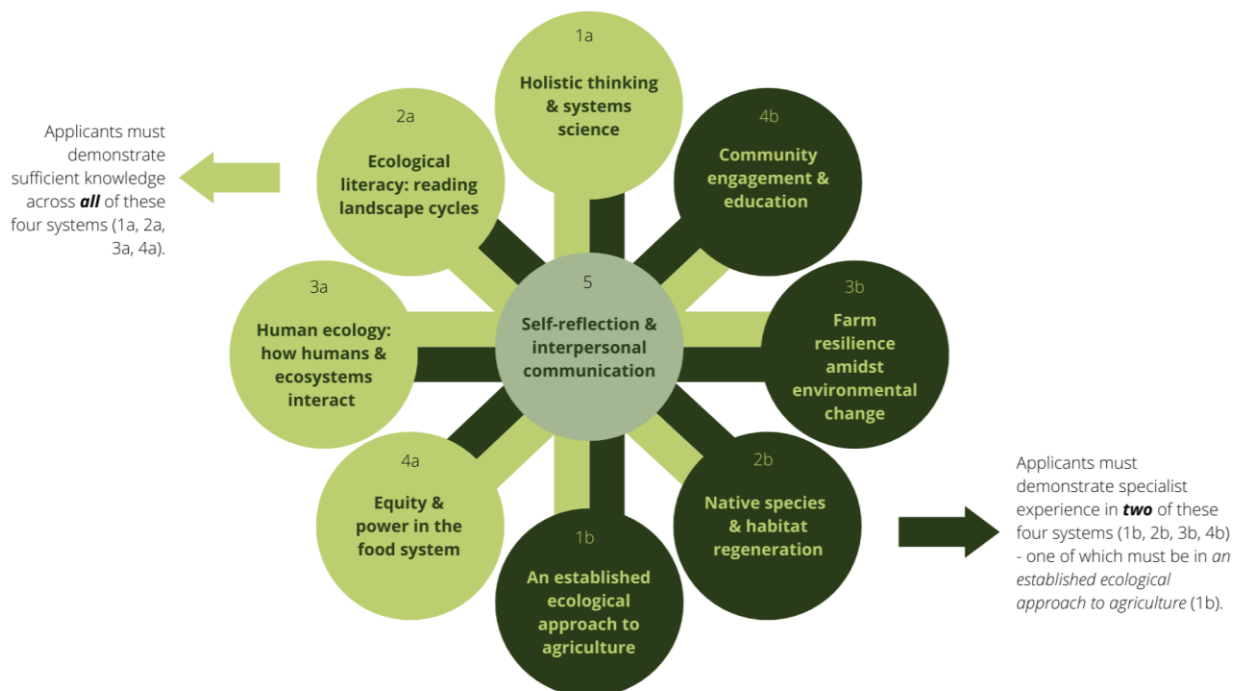 1a
Holistic thinking
& systems
science
2a
Ecological
literacy: reading
landscape cycles
4b
Community
engagement &
education
Applicants must
demonstrate
sufficient knowledge
across all of these
four systems (1a, 2a,
3a, 4a).
3a
Human ecology:
how humans &
ecosystems
interact
5
Self-reflection &
interpersonal
communication
3b
Farm
resilience
amidst
environmental
change
4a
Equity &
power in the
food system
2b
Native species
& habitat
regeneration
1b
An established
ecological
approach to
agriculture
Applicants must
demonstrate specialist
experience in two of these
four systems (1b, 2b, 3b, 4b)
- one of which must be in an
established ecological
approach to agriculture (1b).